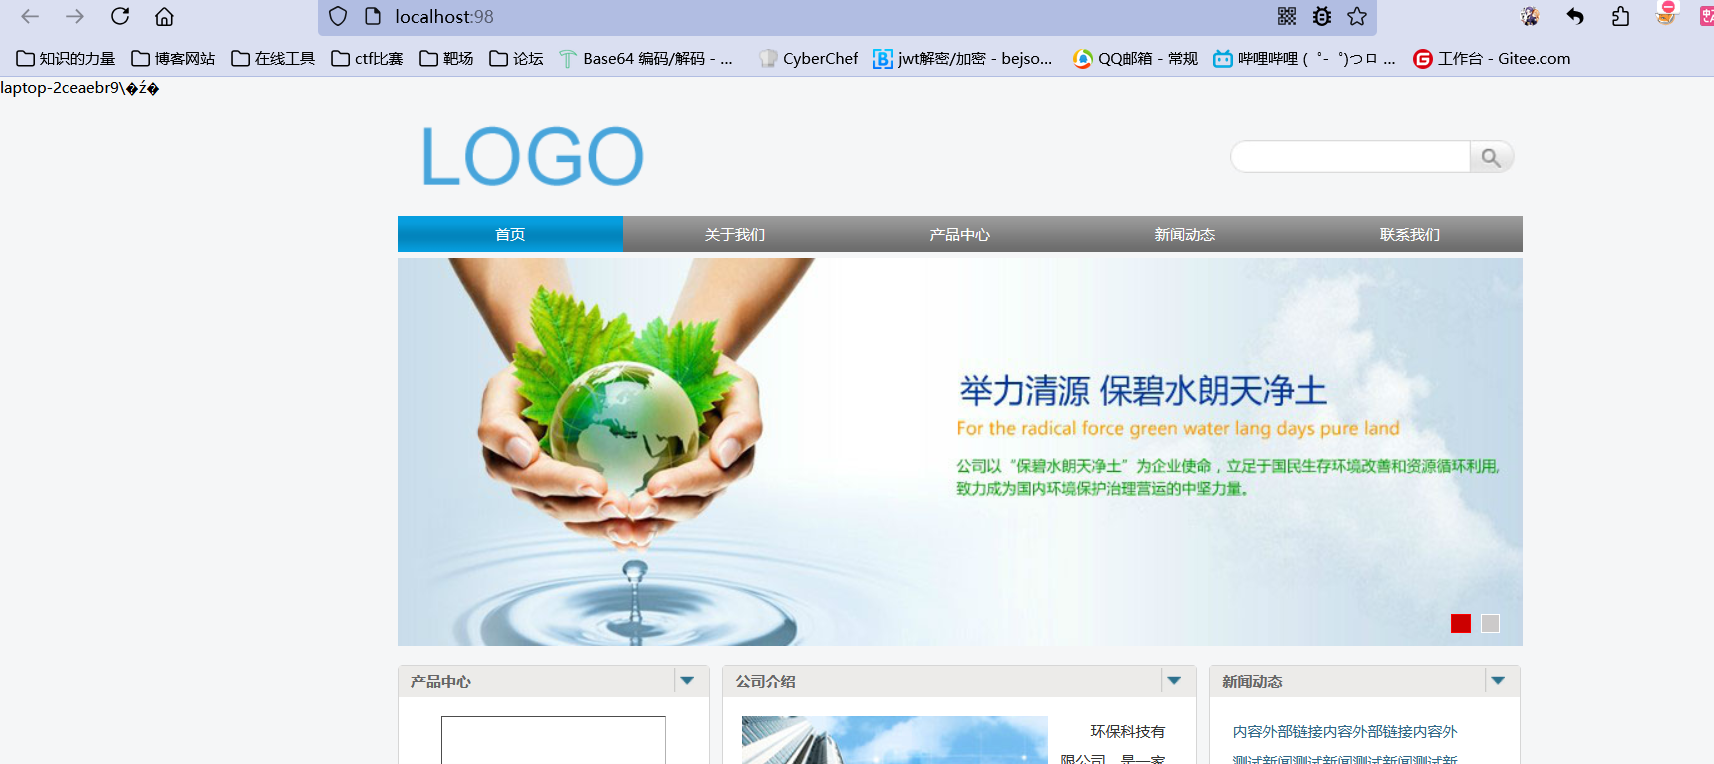 localhost:98
知识的力量 博客网站 在线工具 ctf比赛 靶场 论坛 Base64 编码/解码 - ... CyberChef jwt解密/加密 - bejso... QQ邮箱 - 常规 哔哩哔哩 ( ゜- ゜)つロ ... 工作台 - Gitee.com
laptop-2ceaebr9\�ź�
LOGO
首页 关于我们 产品中心 新闻动态 联系我们
举力清源 保碧水朗天净土
For the radical force green water lang days pure land
公司以“保碧水朗天净土”为企业使命，立足于国民生存环境改善和资源循环利用,
致力成为国内环境保护治理营运的中坚力量。
产品中心 公司介绍 新闻动态
环保科技有
限公司，是一家
内容外部链接内容外部链接内容外
测试新闻测试新闻测试新闻测试新